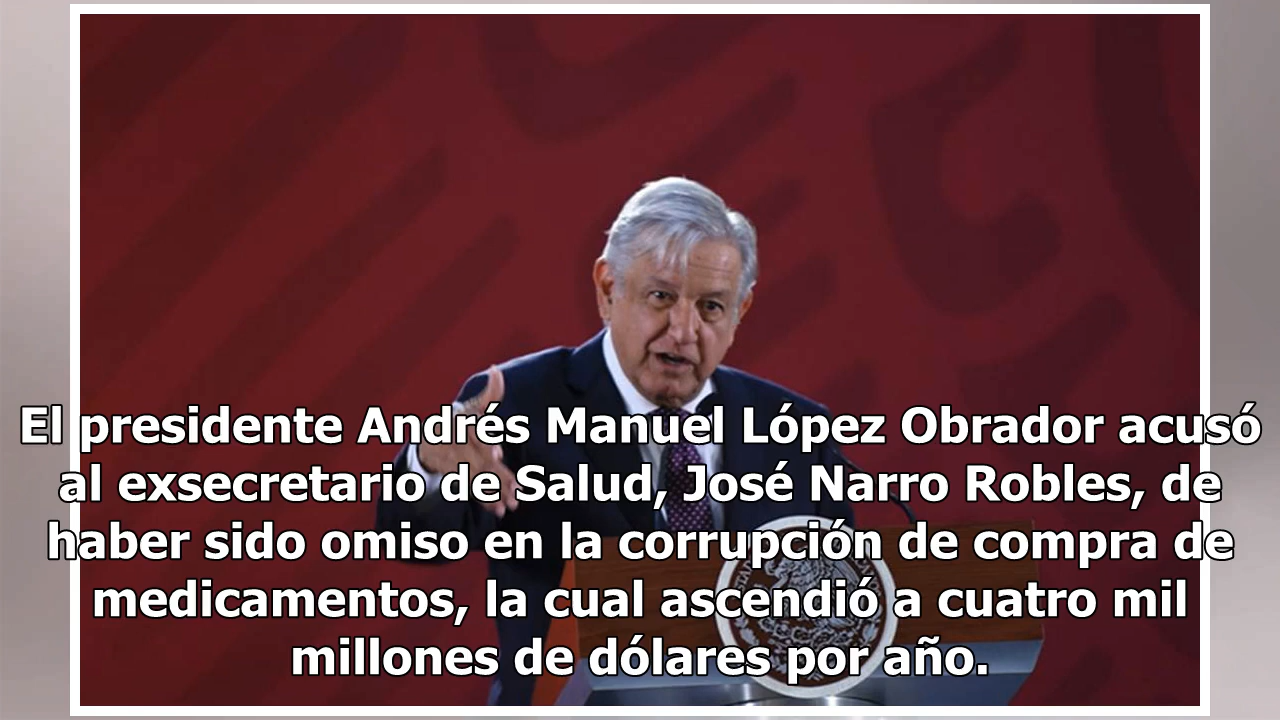 El presidente Andrés Manuel López Obrador acusó
al exsecretario de Salud, José Narro Robles, de
haber sido omiso en la corrupción de compra de
medicamentos, la cual ascendió a cuatro mil
millones de dólares por año.